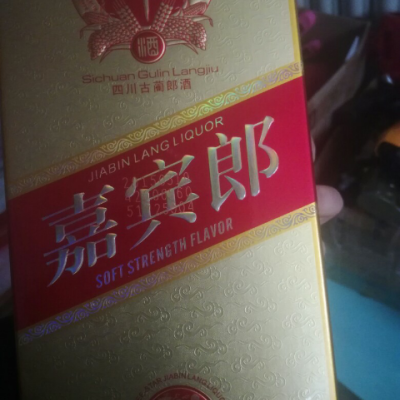 酒
Sichuan Gulin Langjiu
四川古蔺郎酒
JIABIN LANG LIQUOR
嘉宾郎
SOFT STRENGTH FLAVOR